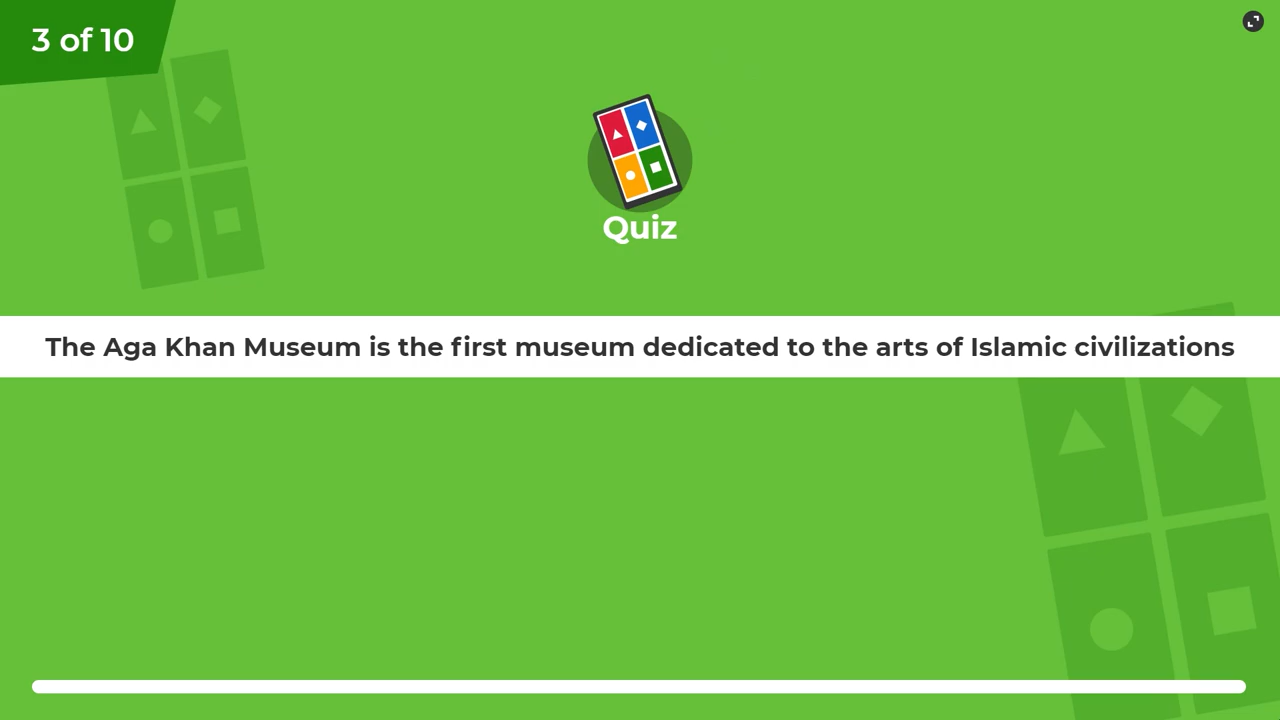 3 of 10
Quiz
The Aga Khan Museum is the first museum dedicated to the arts of Islamic civilizations